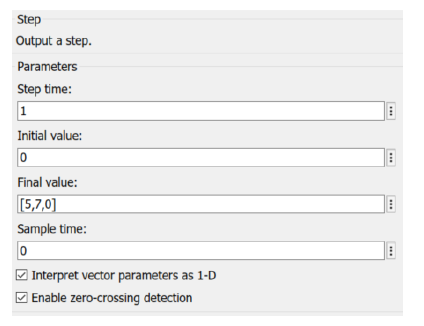 Step
Output a step.
Parameters
Step time:
1
Initial value:
0
Final value:
[5,7,0]
Sample time:
0
Interpret vector parameters as 1-D
Enable zero-crossing detection